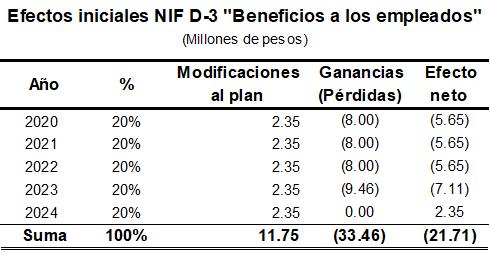 Efectos iniciales NIF D-3 "Beneficios a los empleados"
(Millones de pesos)
Año % Modificaciones al plan Ganancias (Pérdidas) Efecto neto
2020 20% 2.35 (8.00) (5.65)
2021 20% 2.35 (8.00) (5.65)
2022 20% 2.35 (8.00) (5.65)
2023 20% 2.35 (9.46) (7.11)
2024 20% 2.35 0.00 2.35
Suma 100% 11.75 (33.46) (21.71)